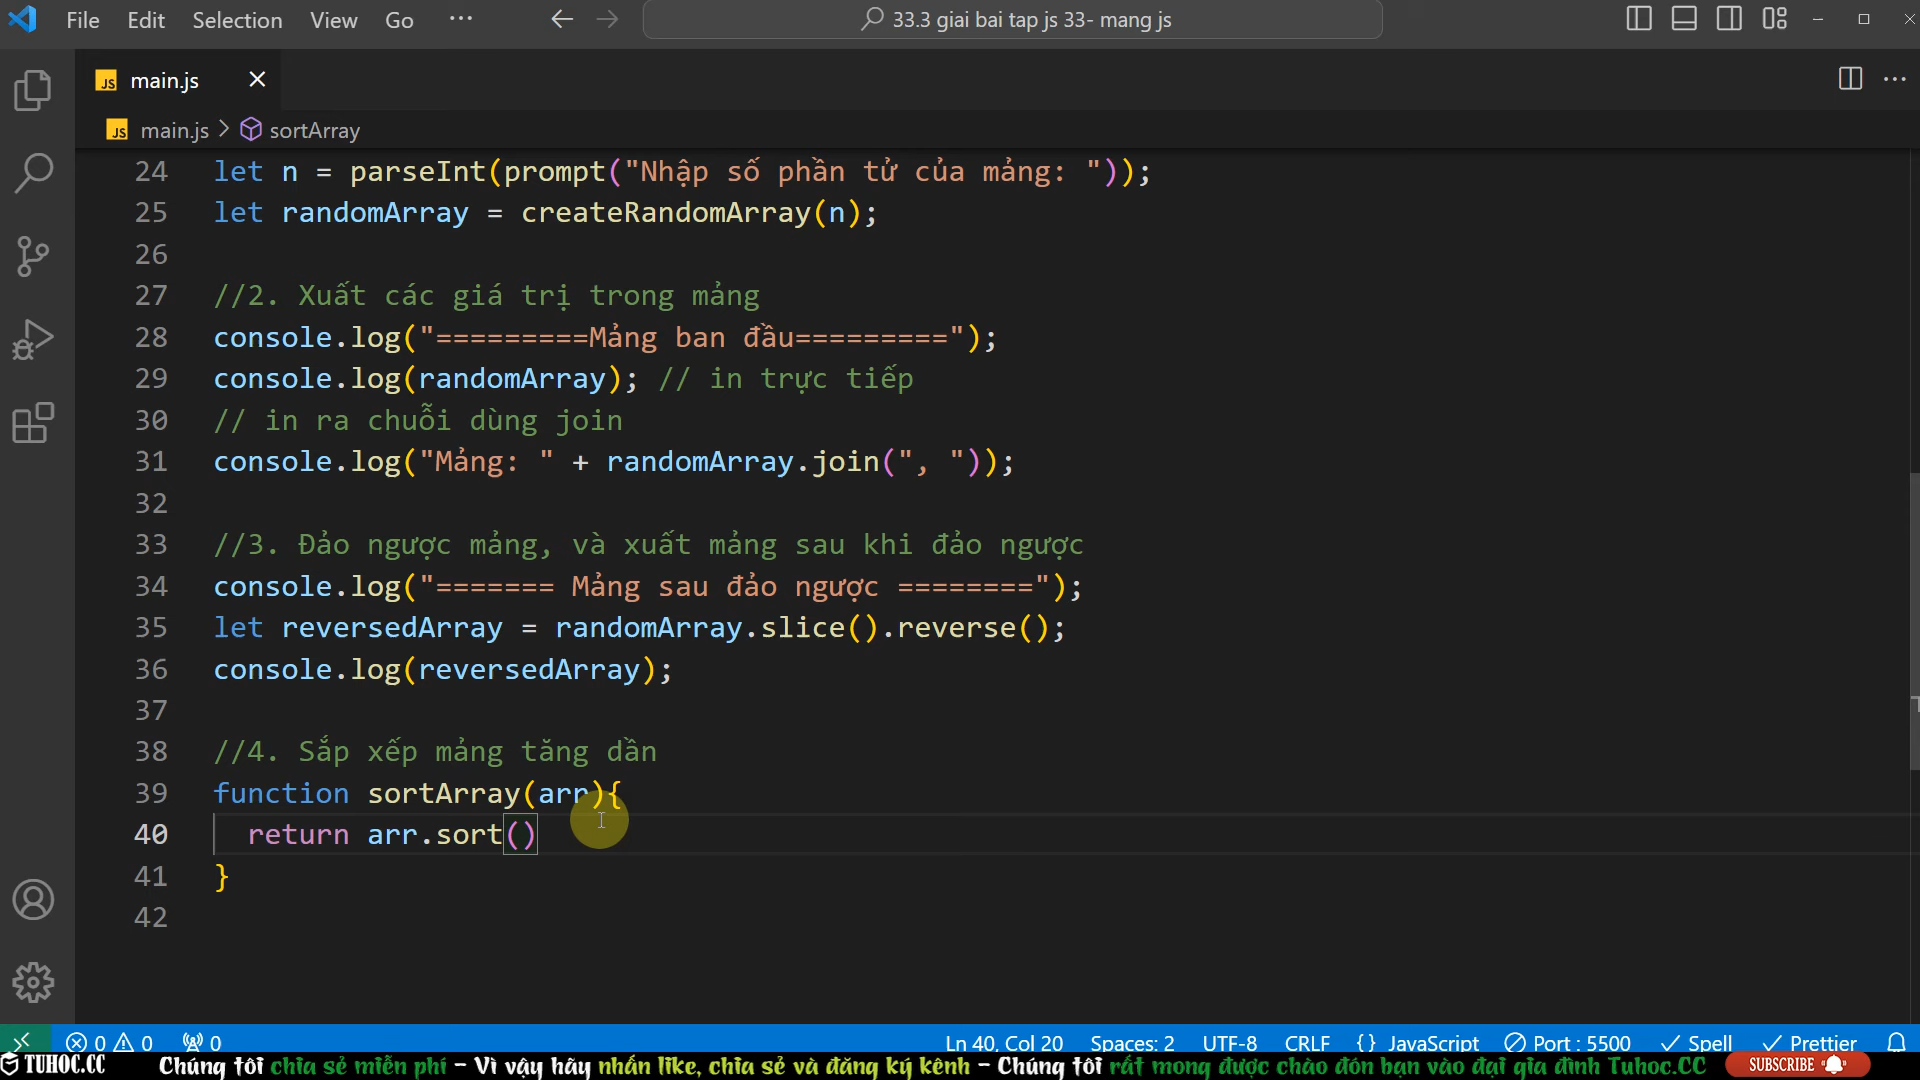 File Edit Selection View Go ··· 33.3 giai bai tap js 33- mang js
JS main.js
JS main.js > sortArray
24 let n = parseInt(prompt("Nhập số phần tử của mảng: "));
25 let randomArray = createRandomArray(n);
26
27 //2. Xuất các giá trị trong mảng
28 console.log("=========Mảng ban đầu=========");
29 console.log(randomArray); // in trực tiếp
30 // in ra chuỗi dùng join
31 console.log("Mảng: " + randomArray.join(", "));
32
33 //3. Đảo ngược mảng, và xuất mảng sau khi đảo ngược
34 console.log("======= Mảng sau đảo ngược ========");
35 let reversedArray = randomArray.slice().reverse();
36 console.log(reversedArray);
37
38 //4. Sắp xếp mảng tăng dần
39 function sortArray(arr){
40 return arr.sort()
41 }
42
0 0 0 Ln 40, Col 20 Spaces: 2 UTF-8 CRLF {} JavaScript Port : 5500 Spell Prettier
TUHOC.CC Chúng tôi chia sẻ miễn phí - Vì vậy hãy nhấn like, chia sẻ và đăng ký kênh - Chúng tôi rất mong được chào đón bạn vào đại gia đình Tuhoc.CC SUBSCRIBE